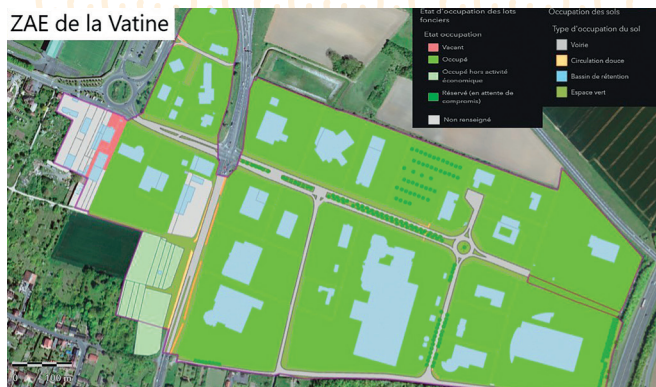 ZAE de la Vatine
Etat d'occupation des lots
fonciers
Etat occupation
Vacant
Occupé
Occupé hors activité
économique
Réservé (en attente de
compromis)
Non renseigné
Occupation des sols
Type d'occupation du sol
Voirie
Circulation douce
Bassin de rétention
Espace vert
100 m